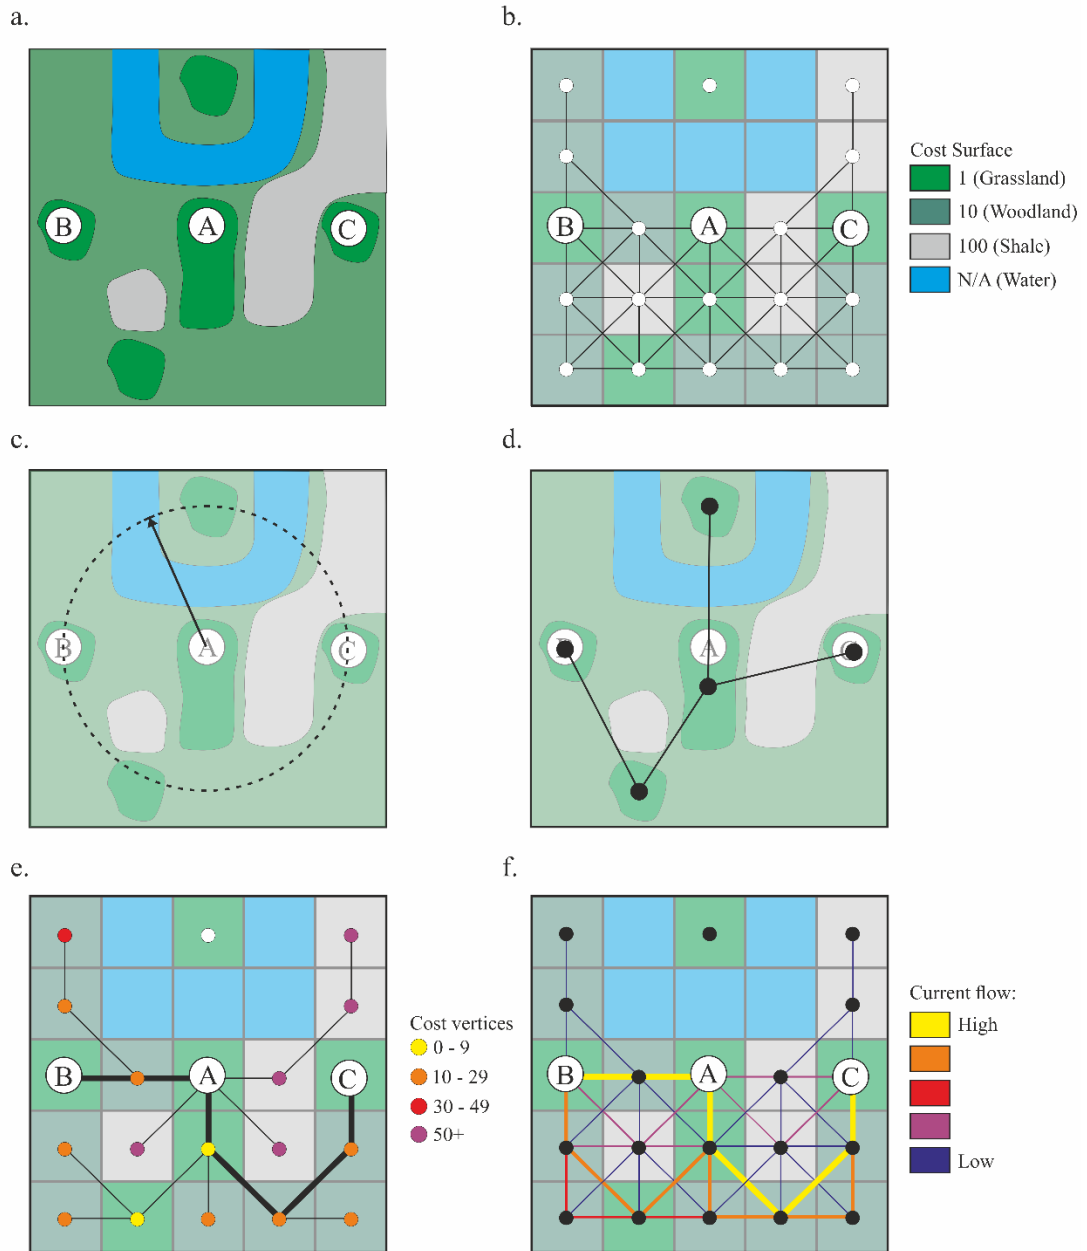 a.
b.
B
A
C
B
A
C
Cost Surface
1 (Grassland)
10 (Woodland)
100 (Shale)
N/A (Water)
c.
d.
B
A
C
B
A
C
e.
f.
B
A
C
Cost vertices
0 - 9
10 - 29
30 - 49
50+
B
A
C
Current flow:
High
Low